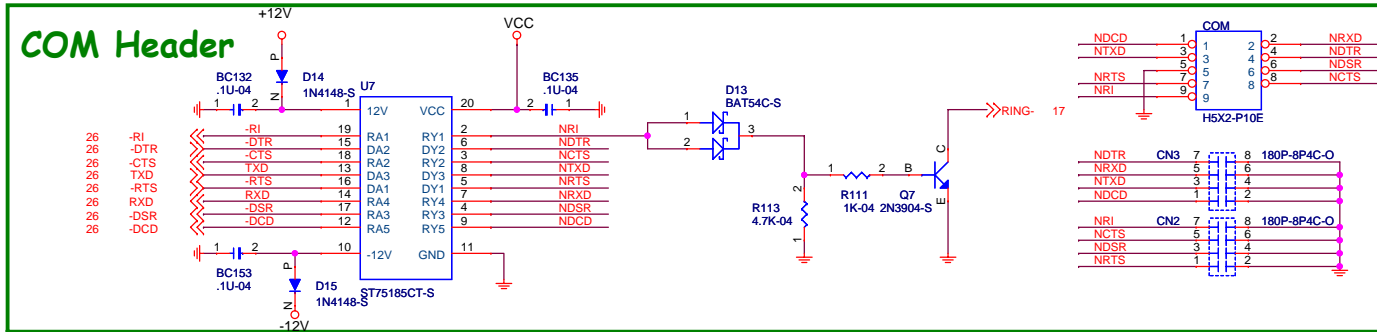 COM Header
+12V
VCC
P
D14
1N4148-S
N
BC132
.1U-04
1 2
U7
BC135
.1U-04
2 1
1 12V VCC 20
26 -RI -RI 19 RA1 RY1 2 NRI
26 -DTR -DTR 15 DA2 DY2 6 NDTR
26 -CTS -CTS 18 RA2 RY2 3 NCTS
26 TXD TXD 13 DA3 DY3 8 NTXD
26 -RTS -RTS 16 DA1 DY1 5 NRTS
26 RXD RXD 14 RA4 RY4 7 NRXD
26 -DSR -DSR 17 RA3 RY3 4 NDSR
26 -DCD -DCD 12 RA5 RY5 9 NDCD
1 2 10 -12V GND 11
BC153
.1U-04
P
D15
1N4148-S
N
-12V
ST75185CT-S
D13
BAT54C-S
1
2
3
2
R113
4.7K-04
1
1 2
R111
1K-04
B
C
E
Q7
2N3904-S
RING- 17
COM
NDCD 1 1 2 2 NRXD
NTXD 3 3 4 4 NDTR
5 5 6 6 NDSR
NRTS 7 7 8 8 NCTS
NRI 9 9
H5X2-P10E
NDTR CN3 7 8 180P-8P4C-O
NRXD 5 6
NTXD 3 4
NDCD 1 2
NRI CN2 7 8 180P-8P4C-O
NCTS 5 6
NDSR 3 4
NRTS 1 2